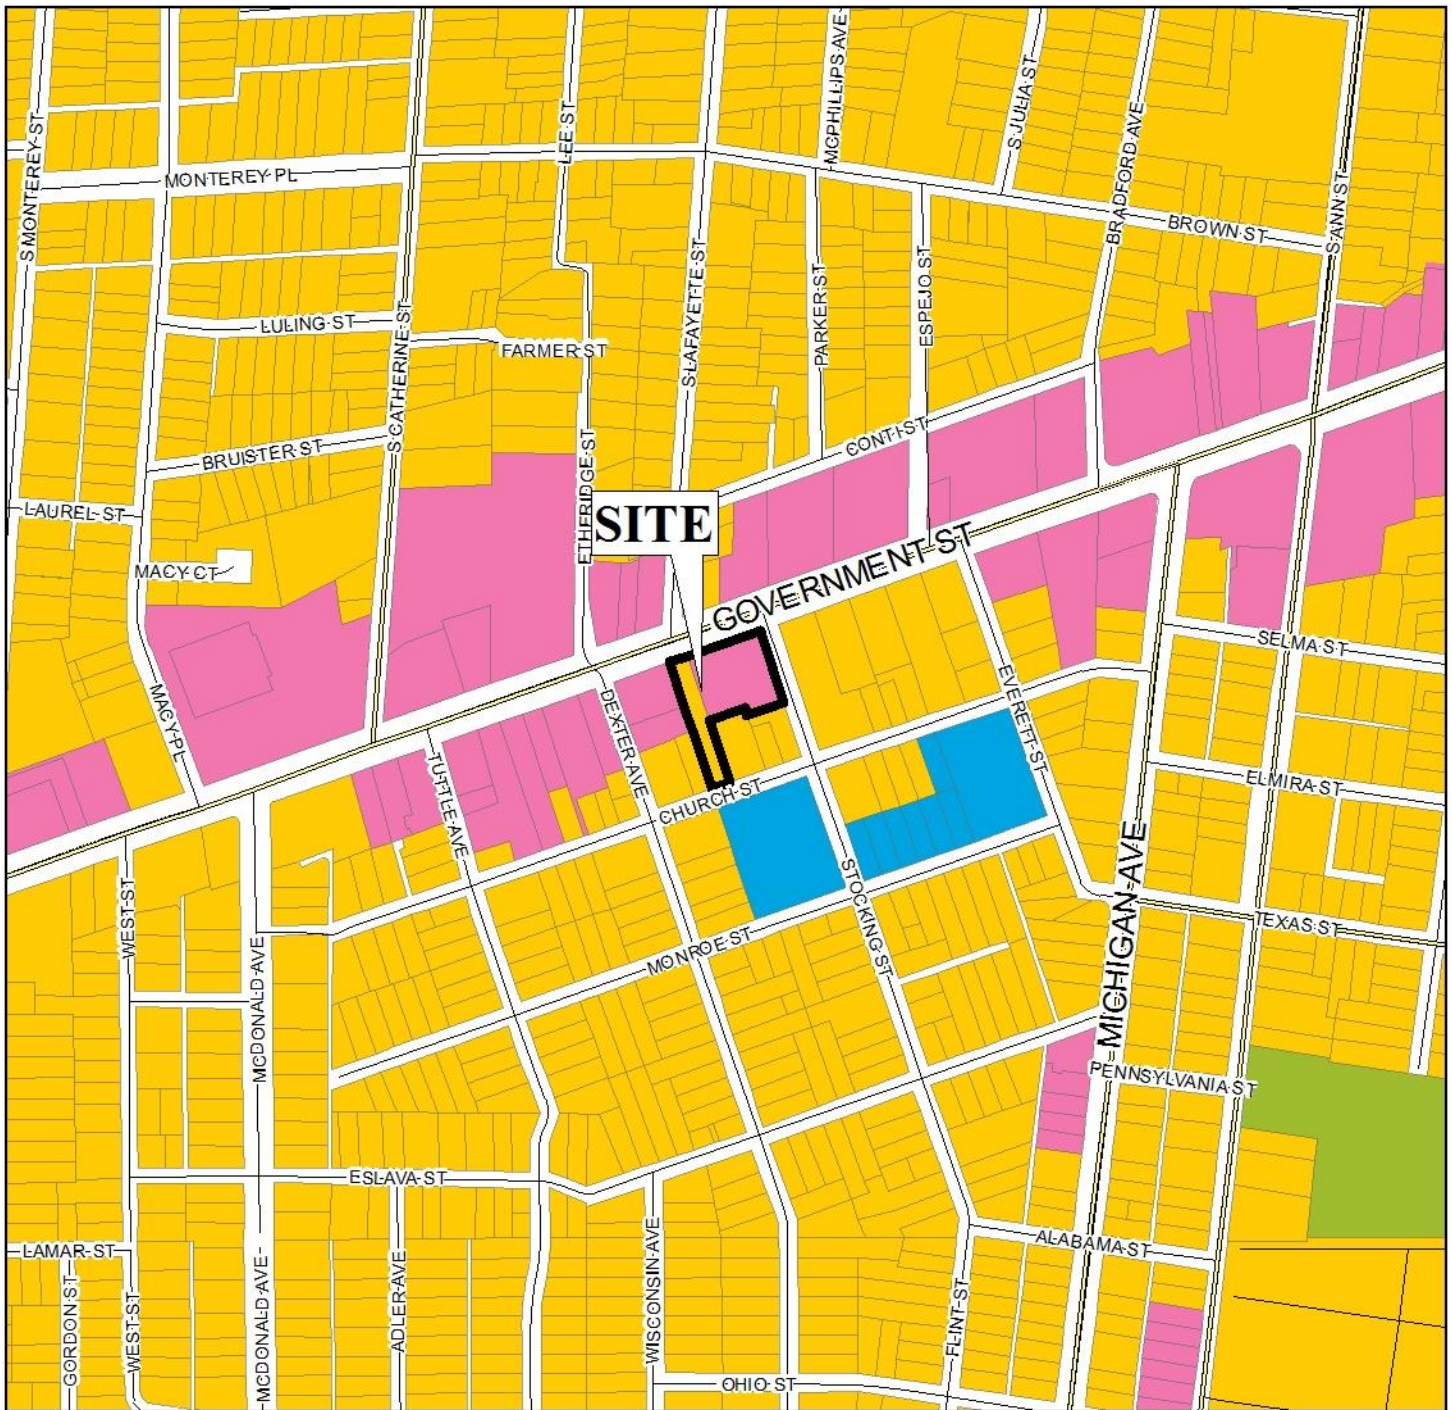 MCPHILLIPS AVE
S JULIA ST
LEE ST
BRADFORD AVE
S MONTEREY ST
MONTEREY PL
S ANN ST
BROWN ST
S LAFAYETTE ST
PARKER ST
ESPEJO ST
LULING ST
S CATHERINE ST
FARMER ST
CONTI ST
BRUISTER ST
ETHERIDGE ST
LAUREL ST
SITE
MACY CT
GOVERNMENT ST
SELMA ST
MACY PL
DEXTER AVE
EVERETT ST
TUTTLE AVE
CHURCH ST
ELMIRA ST
WEST ST
STOCKING ST
MICHIGAN AVE
TEXAS ST
MONROE ST
MCDONALD AVE
PENNSYLVANIA ST
ESLAVA ST
LAMAR ST
ALABAMA ST
GORDON ST
WEST ST
MCDONALD AVE
ADLER AVE
WISCONSIN AVE
FLINT ST
OHIO ST